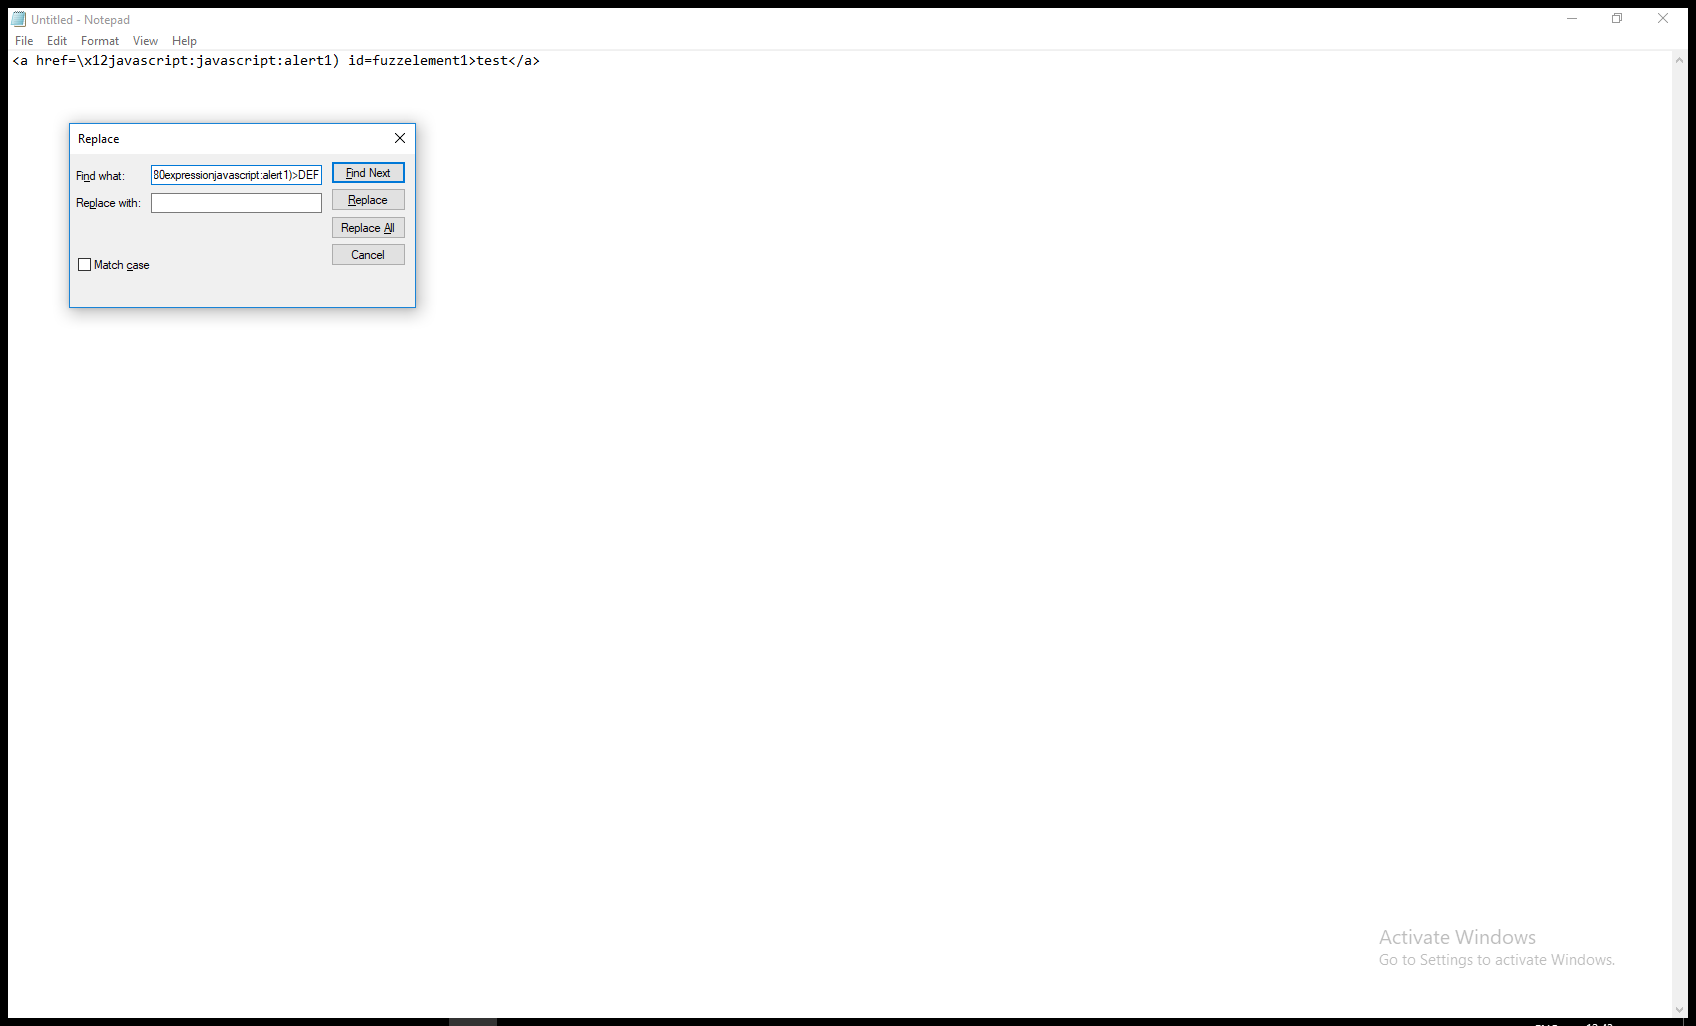 Untitled - Notepad
File Edit Format View Help
<a href=\x12javascript:javascript:alert1) id=fuzzelement1>test</a>
Replace
Find what: 80expressionjavascript:alert1)>DEF Find Next
Replace with: Replace
Replace All
Cancel
Match case
Activate Windows
Go to Settings to activate Windows.